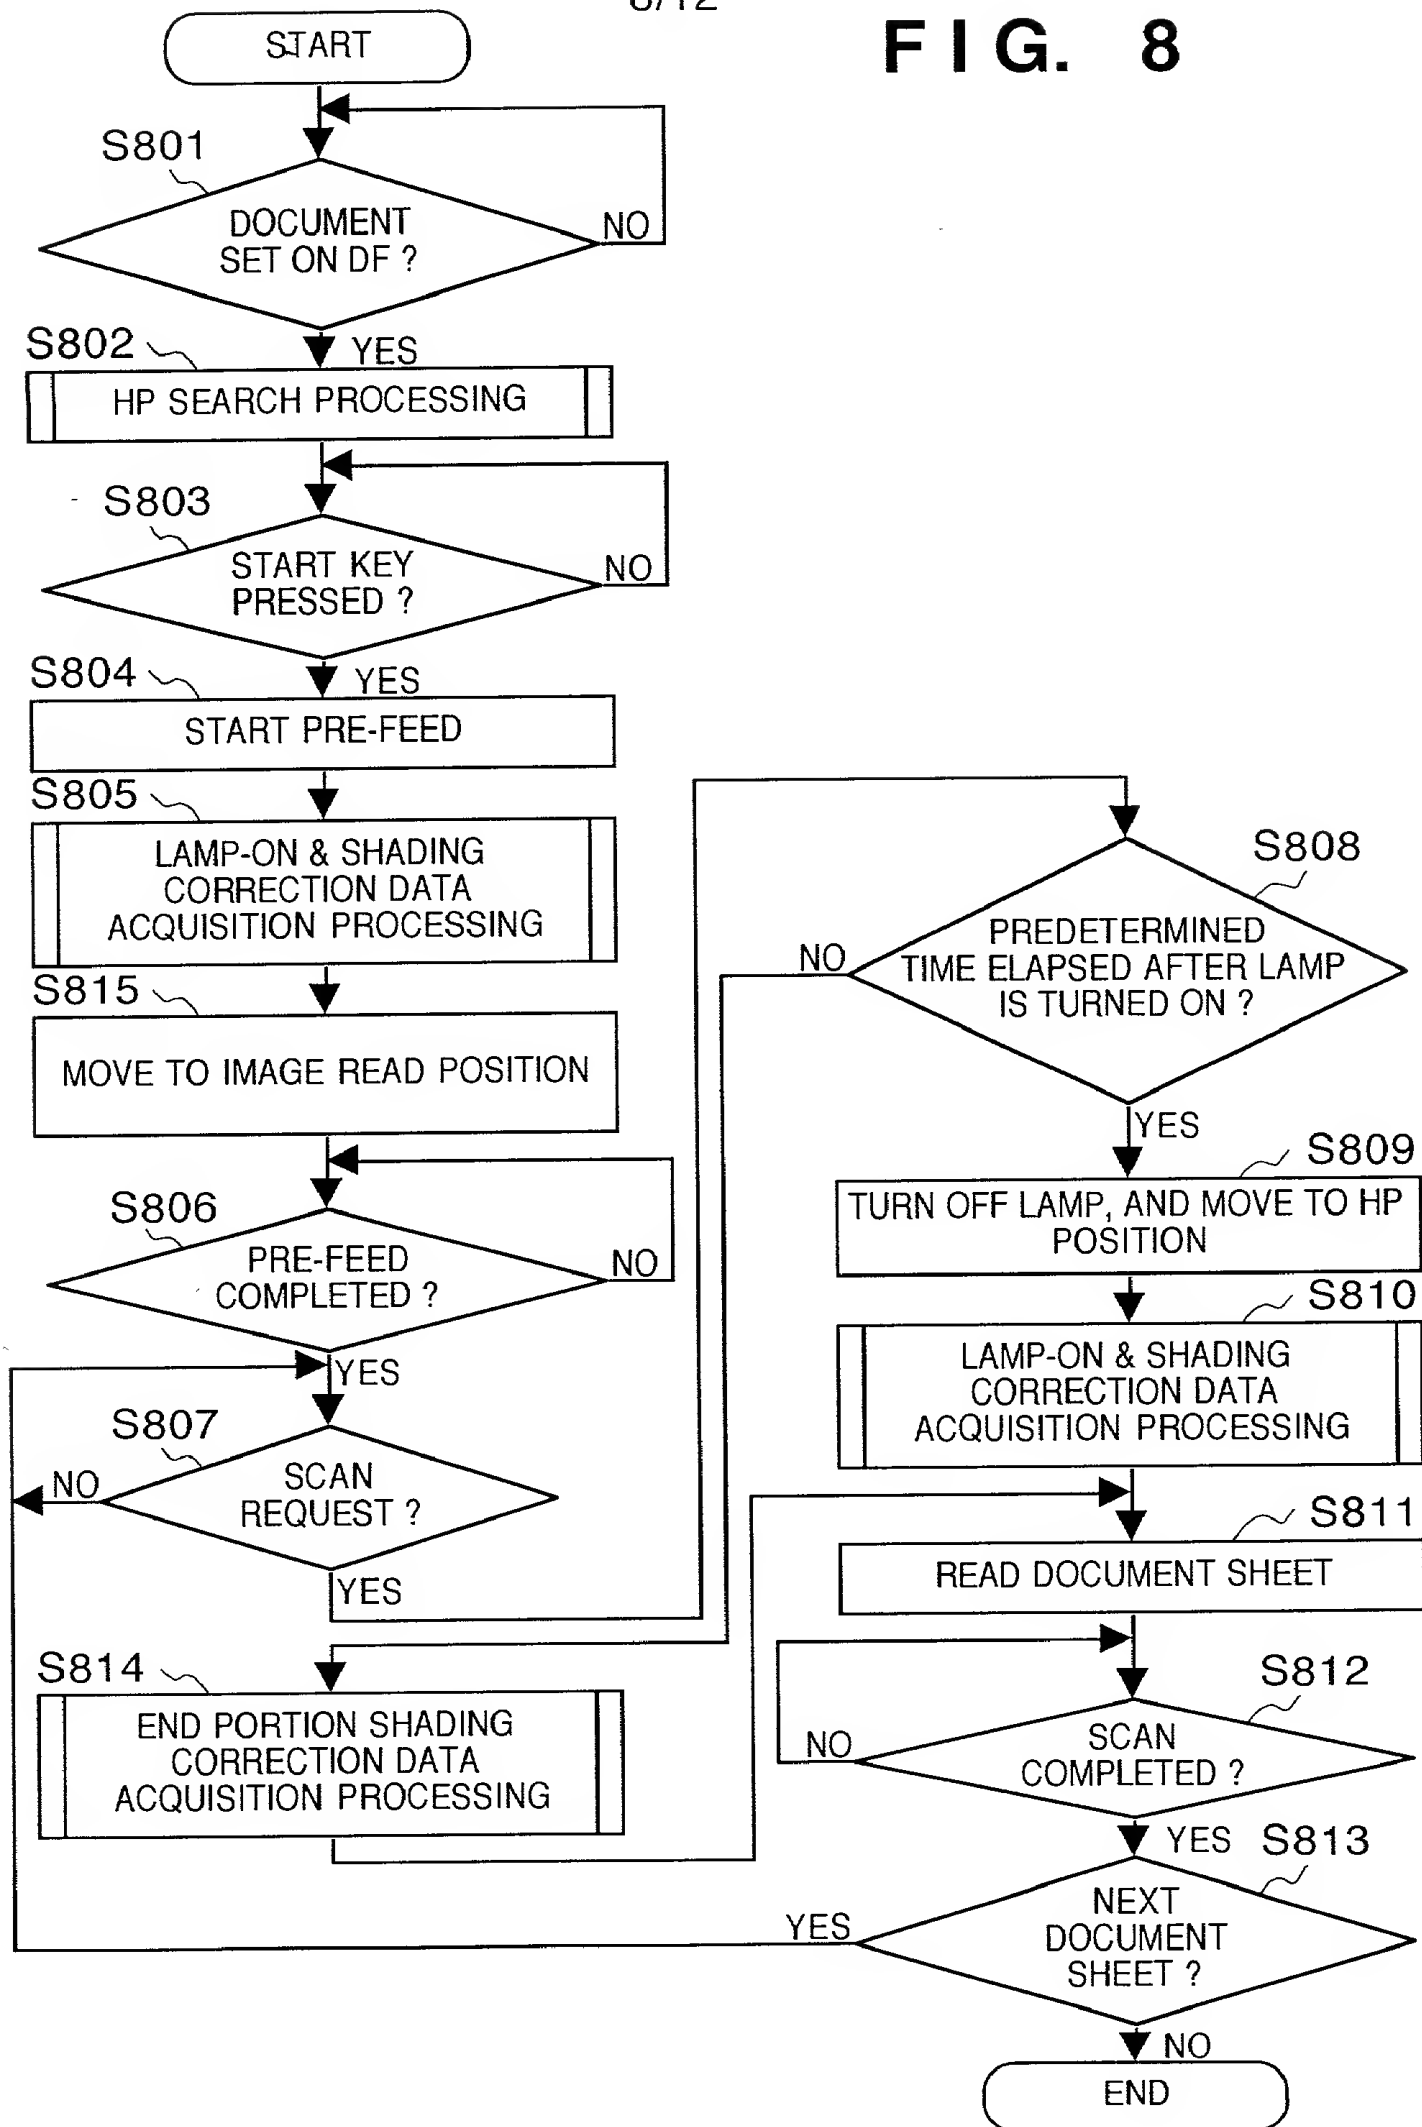 8/12
FIG. 8
START
S801
DOCUMENT
SET ON DF ?
NO
YES
S802
HP SEARCH PROCESSING
S803
START KEY
PRESSED ?
NO
YES
S804
START PRE-FEED
S805
LAMP-ON & SHADING
CORRECTION DATA
ACQUISITION PROCESSING
S815
MOVE TO IMAGE READ POSITION
S806
PRE-FEED
COMPLETED ?
NO
YES
S807
SCAN
REQUEST ?
NO
YES
S814
END PORTION SHADING
CORRECTION DATA
ACQUISITION PROCESSING
S808
PREDETERMINED
TIME ELAPSED AFTER LAMP
IS TURNED ON ?
NO
YES
S809
TURN OFF LAMP, AND MOVE TO HP
POSITION
S810
LAMP-ON & SHADING
CORRECTION DATA
ACQUISITION PROCESSING
S811
READ DOCUMENT SHEET
S812
SCAN
COMPLETED ?
NO
YES
S813
NEXT
DOCUMENT
SHEET ?
YES
NO
END